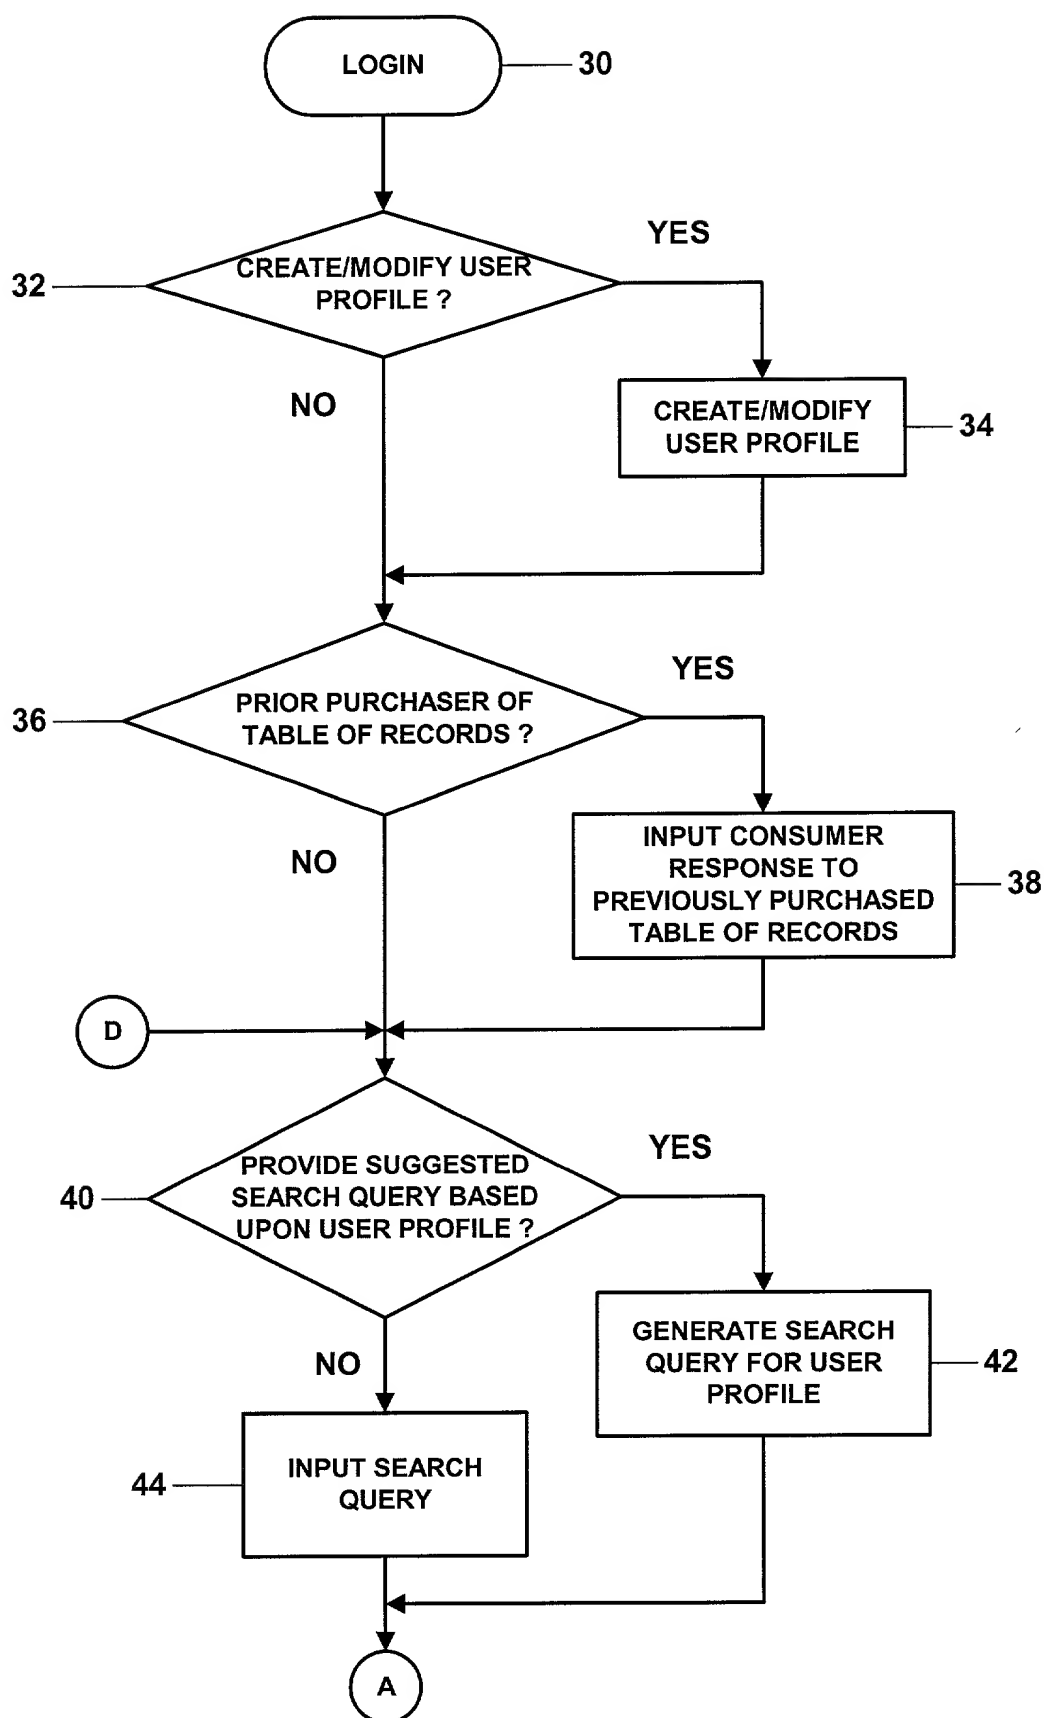 LOGIN
30
YES
32
CREATE/MODIFY USER
PROFILE ?
NO
CREATE/MODIFY
USER PROFILE
34
YES
36
PRIOR PURCHASER OF
TABLE OF RECORDS ?
NO
INPUT CONSUMER
RESPONSE TO
PREVIOUSLY PURCHASED
TABLE OF RECORDS
38
D
YES
40
PROVIDE SUGGESTED
SEARCH QUERY BASED
UPON USER PROFILE ?
NO
GENERATE SEARCH
QUERY FOR USER
PROFILE
42
44
INPUT SEARCH
QUERY
A